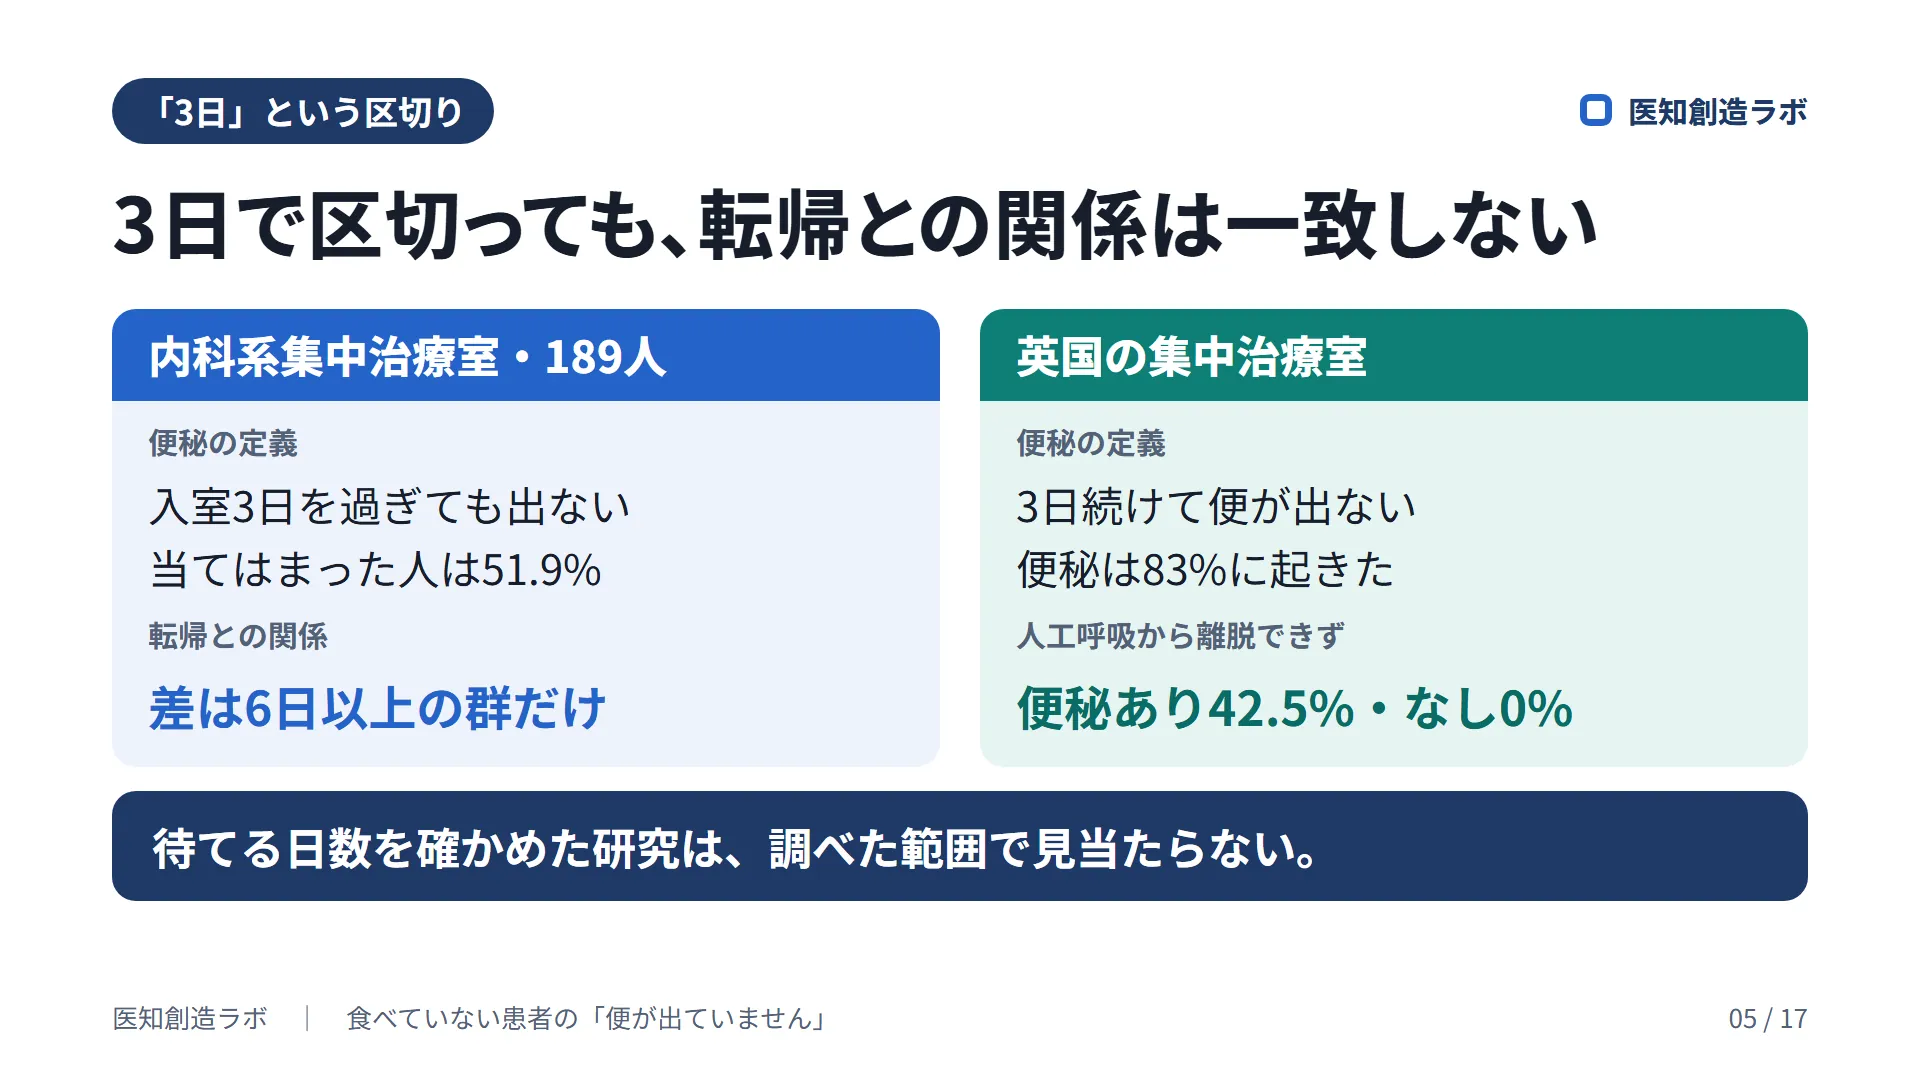 「3日」という区切り
医知創造ラボ
3日で区切っても、転帰との関係は一致しない
内科系集中治療室・189人
便秘の定義
入室3日を過ぎても出ない
当てはまった人は51.9%
転帰との関係
差は6日以上の群だけ
英国の集中治療室
便秘の定義
3日続けて便が出ない
便秘は83%に起きた
人工呼吸から離脱できず
便秘あり42.5%・なし0%
待てる日数を確かめた研究は、調べた範囲で見当たらない。
医知創造ラボ ｜ 食べていない患者の「便が出ていません」
05 / 17